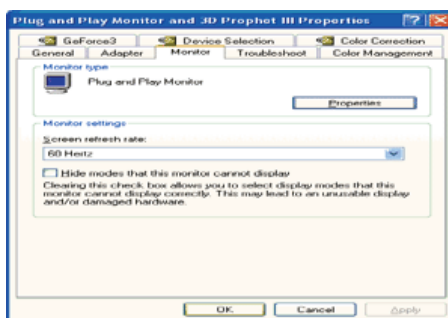 Plug and Play Monitor and 3D Prophet III Properties
GeForce3 Device Selection Color Correction
General Adapter Monitor Troubleshoot Color Management
Monitor type
Plug and Play Monitor
Properties
Monitor settings
Screen refresh rate:
60 Hertz
Hide modes that this monitor cannot display
Clearing this check box allows you to select display modes that this
monitor cannot display correctly. This may lead to an unusable display
and/or damaged hardware.
OK Cancel Apply